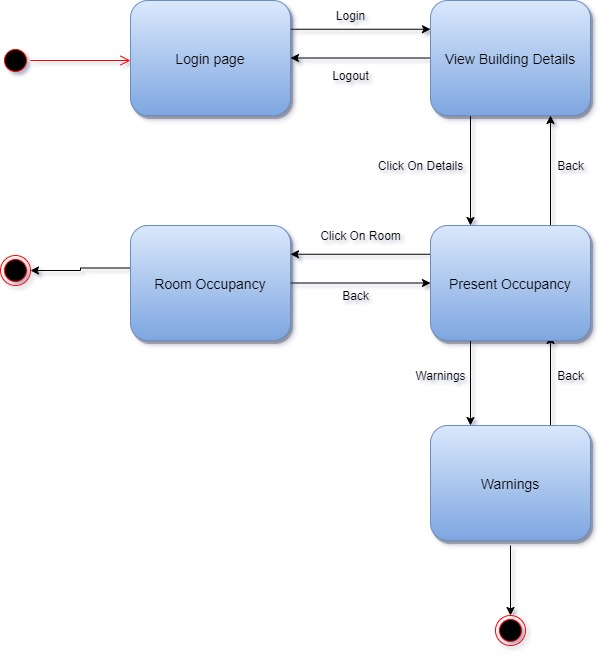 Login
Login page
View Building Details
Logout
Click On Details
Back
Click On Room
Room Occupancy
Present Occupancy
Back
Warnings
Back
Warnings